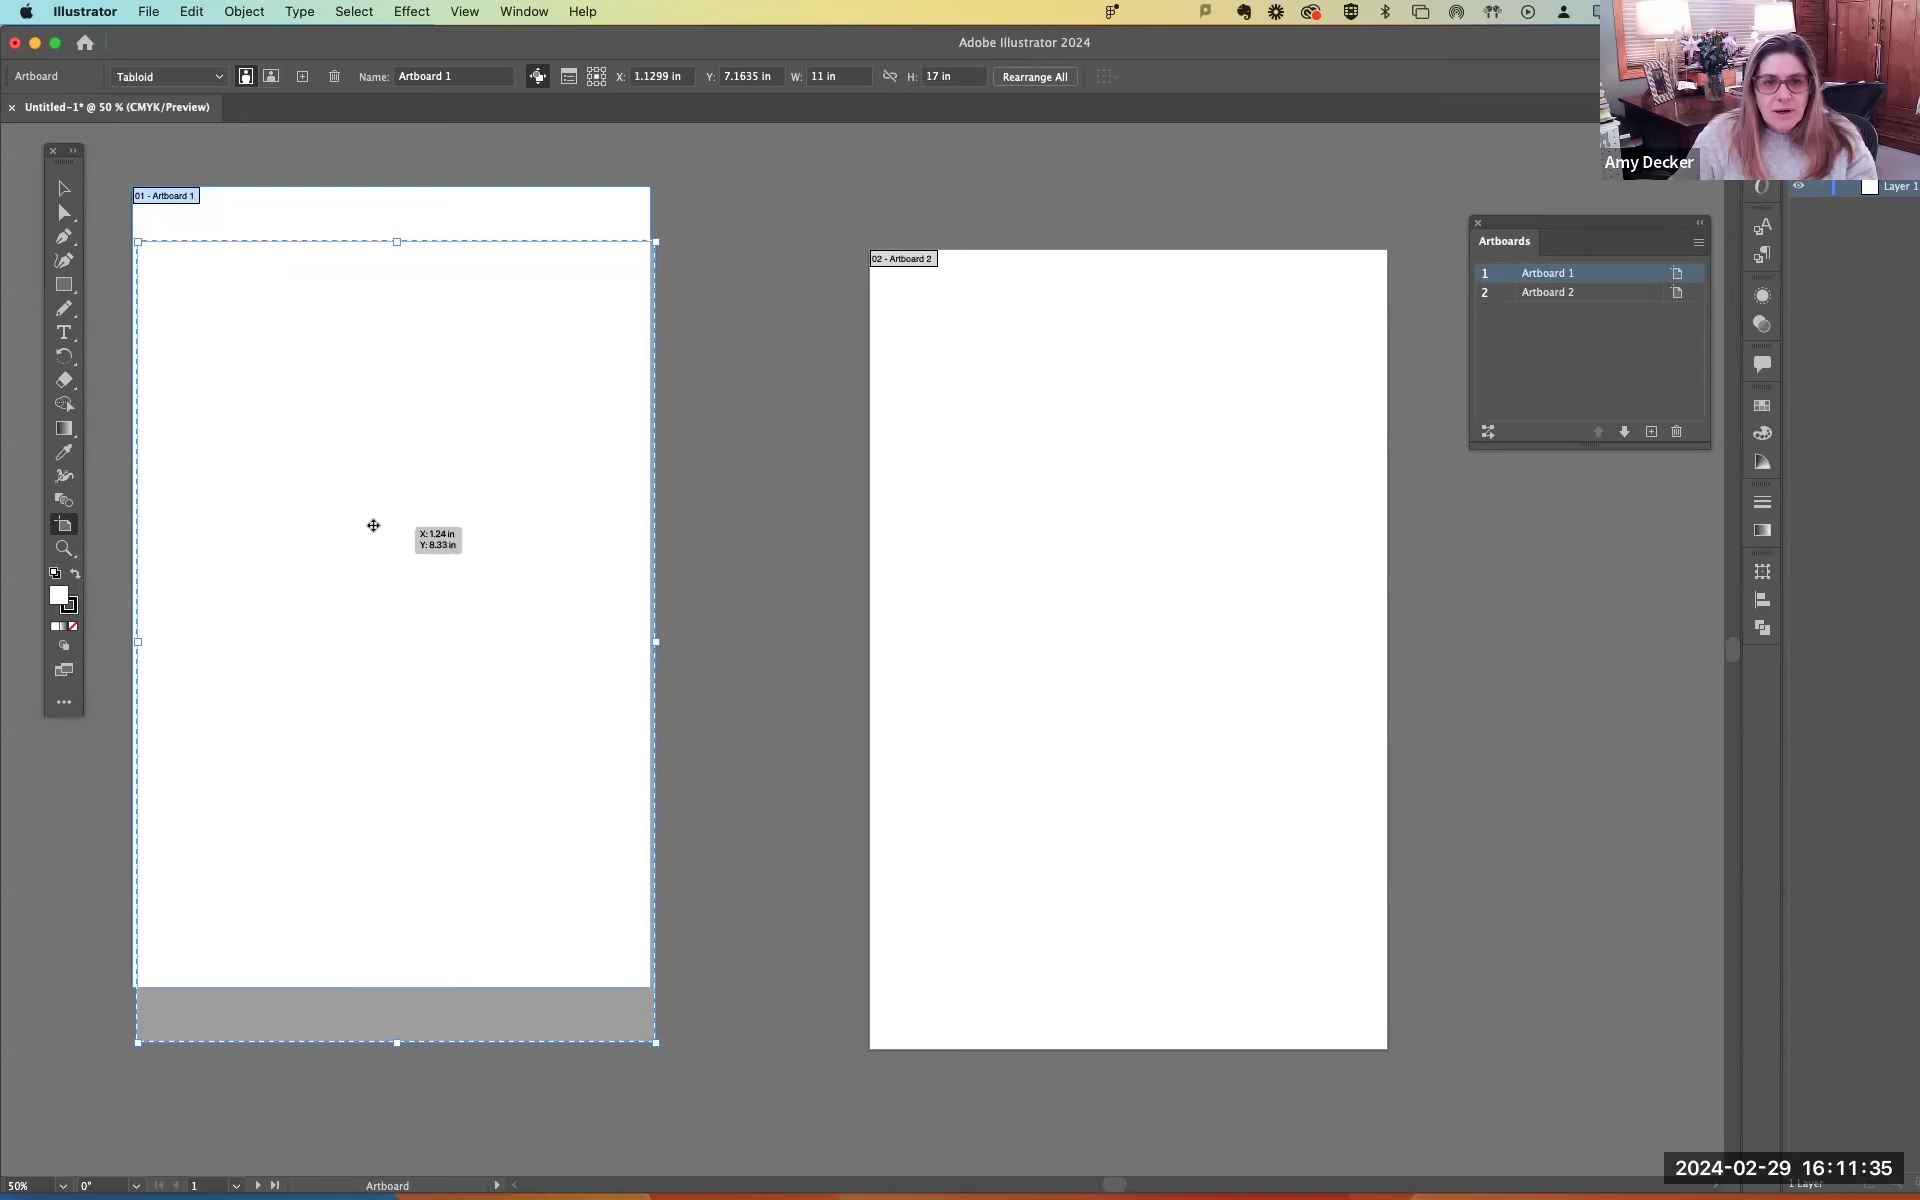 Illustrator File Edit Object Type Select Effect View Window Help
Adobe Illustrator 2024
Artboard Tabloid Name: Artboard 1 X: 1.1299 in Y: 7.1635 in W: 11 in H: 17 in Rearrange All
× Untitled-1* @ 50 % (CMYK/Preview)
Amy Decker
Layer 1
01 - Artboard 1
Artboards
02 - Artboard 2
1 Artboard 1
2 Artboard 2
X: 1.24 in
Y: 8.33 in
2024-02-29 16:11:35
50% 0° 1 Artboard
1 Layer